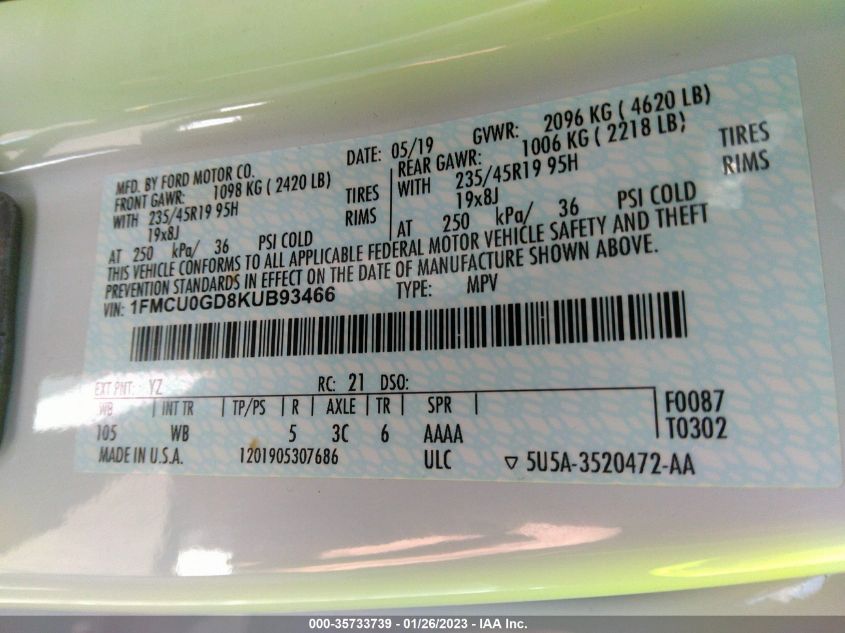 MFD. BY FORD MOTOR CO. DATE: 05/19 GVWR: 2096 KG ( 4620 LB)
FRONT GAWR: 1098 KG ( 2420 LB) REAR GAWR: 1006 KG ( 2218 LB)
WITH 235/45R19 95H TIRES WITH 235/45R19 95H TIRES
19x8J RIMS 19x8J RIMS
AT 250 kPa/ 36 PSI COLD AT 250 kPa/ 36 PSI COLD
THIS VEHICLE CONFORMS TO ALL APPLICABLE FEDERAL MOTOR VEHICLE SAFETY AND THEFT
PREVENTION STANDARDS IN EFFECT ON THE DATE OF MANUFACTURE SHOWN ABOVE.
VIN: 1FMCU0GD8KUB93466 TYPE: MPV
EXT PNT: YZ RC: 21 DSO:
WB INT TR TP/PS R AXLE TR SPR F0087
105 WB 5 3C 6 AAAA T0302
MADE IN U.S.A. 1201905307686 ULC ▽ 5U5A-3520472-AA
000-35733739 - 01/26/2023 - IAA Inc.